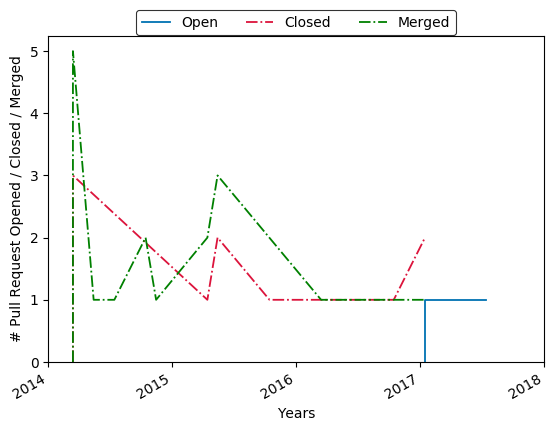 Open Closed Merged
# Pull Request Opened / Closed / Merged
5
4
3
2
1
0
2014 2015 2016 2017 2018
Years